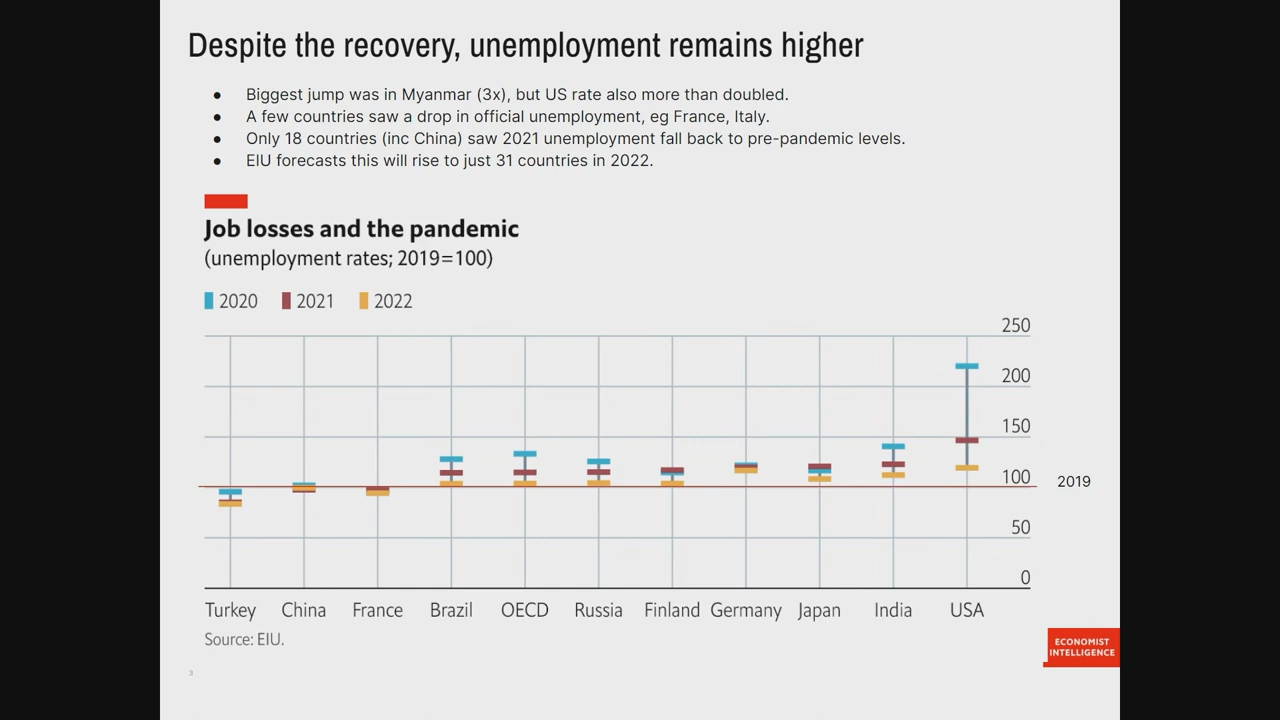 Despite the recovery, unemployment remains higher
● Biggest jump was in Myanmar (3x), but US rate also more than doubled.
● A few countries saw a drop in official unemployment, eg France, Italy.
● Only 18 countries (inc China) saw 2021 unemployment fall back to pre-pandemic levels.
● EIU forecasts this will rise to just 31 countries in 2022.
Job losses and the pandemic
(unemployment rates; 2019=100)
2020 2021 2022
250
200
150
100 2019
50
0
Turkey China France Brazil OECD Russia Finland Germany Japan India USA
Source: EIU.
ECONOMIST
INTELLIGENCE
3